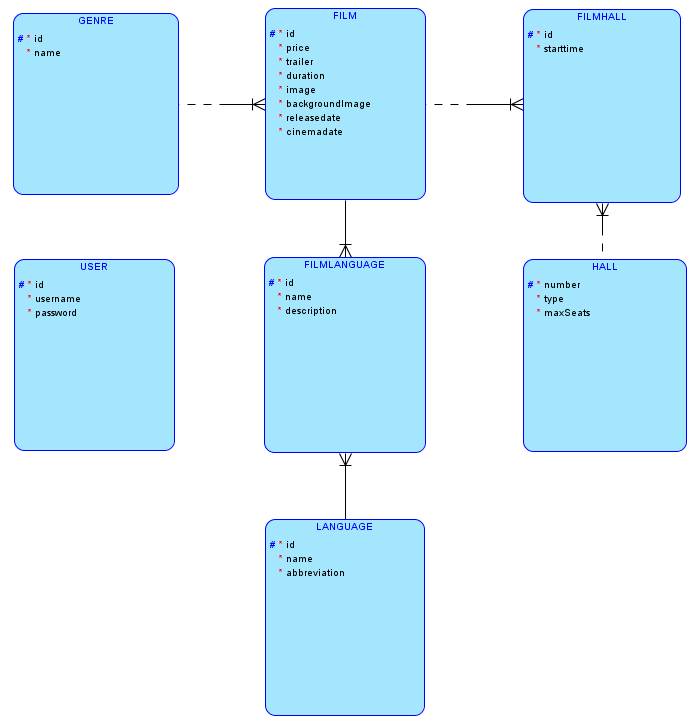 GENRE
# * id
* name
FILM
# * id
* price
* trailer
* duration
* image
* backgroundImage
* releasedate
* cinemadate
FILMHALL
# * id
* starttime
USER
# * id
* username
* password
FILMLANGUAGE
# * id
* name
* description
HALL
# * number
* type
* maxSeats
LANGUAGE
# * id
* name
* abbreviation